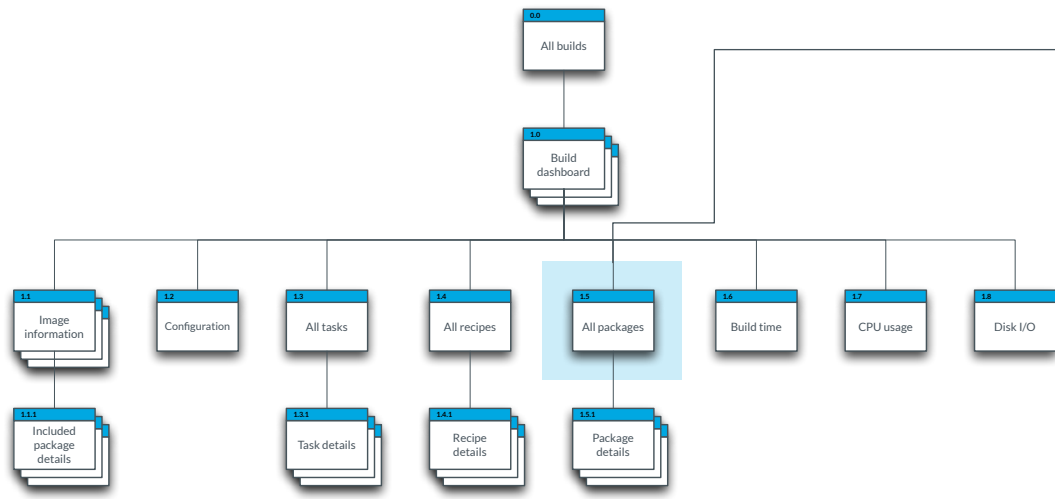 0.0
All builds
1.0
Build
dashboard
1.1
Image
information
1.2
Configuration
1.3
All tasks
1.4
All recipes
1.5
All packages
1.6
Build time
1.7
CPU usage
1.8
Disk I/O
1.1.1
Included
package
details
1.3.1
Task details
1.4.1
Recipe
details
1.5.1
Package
details